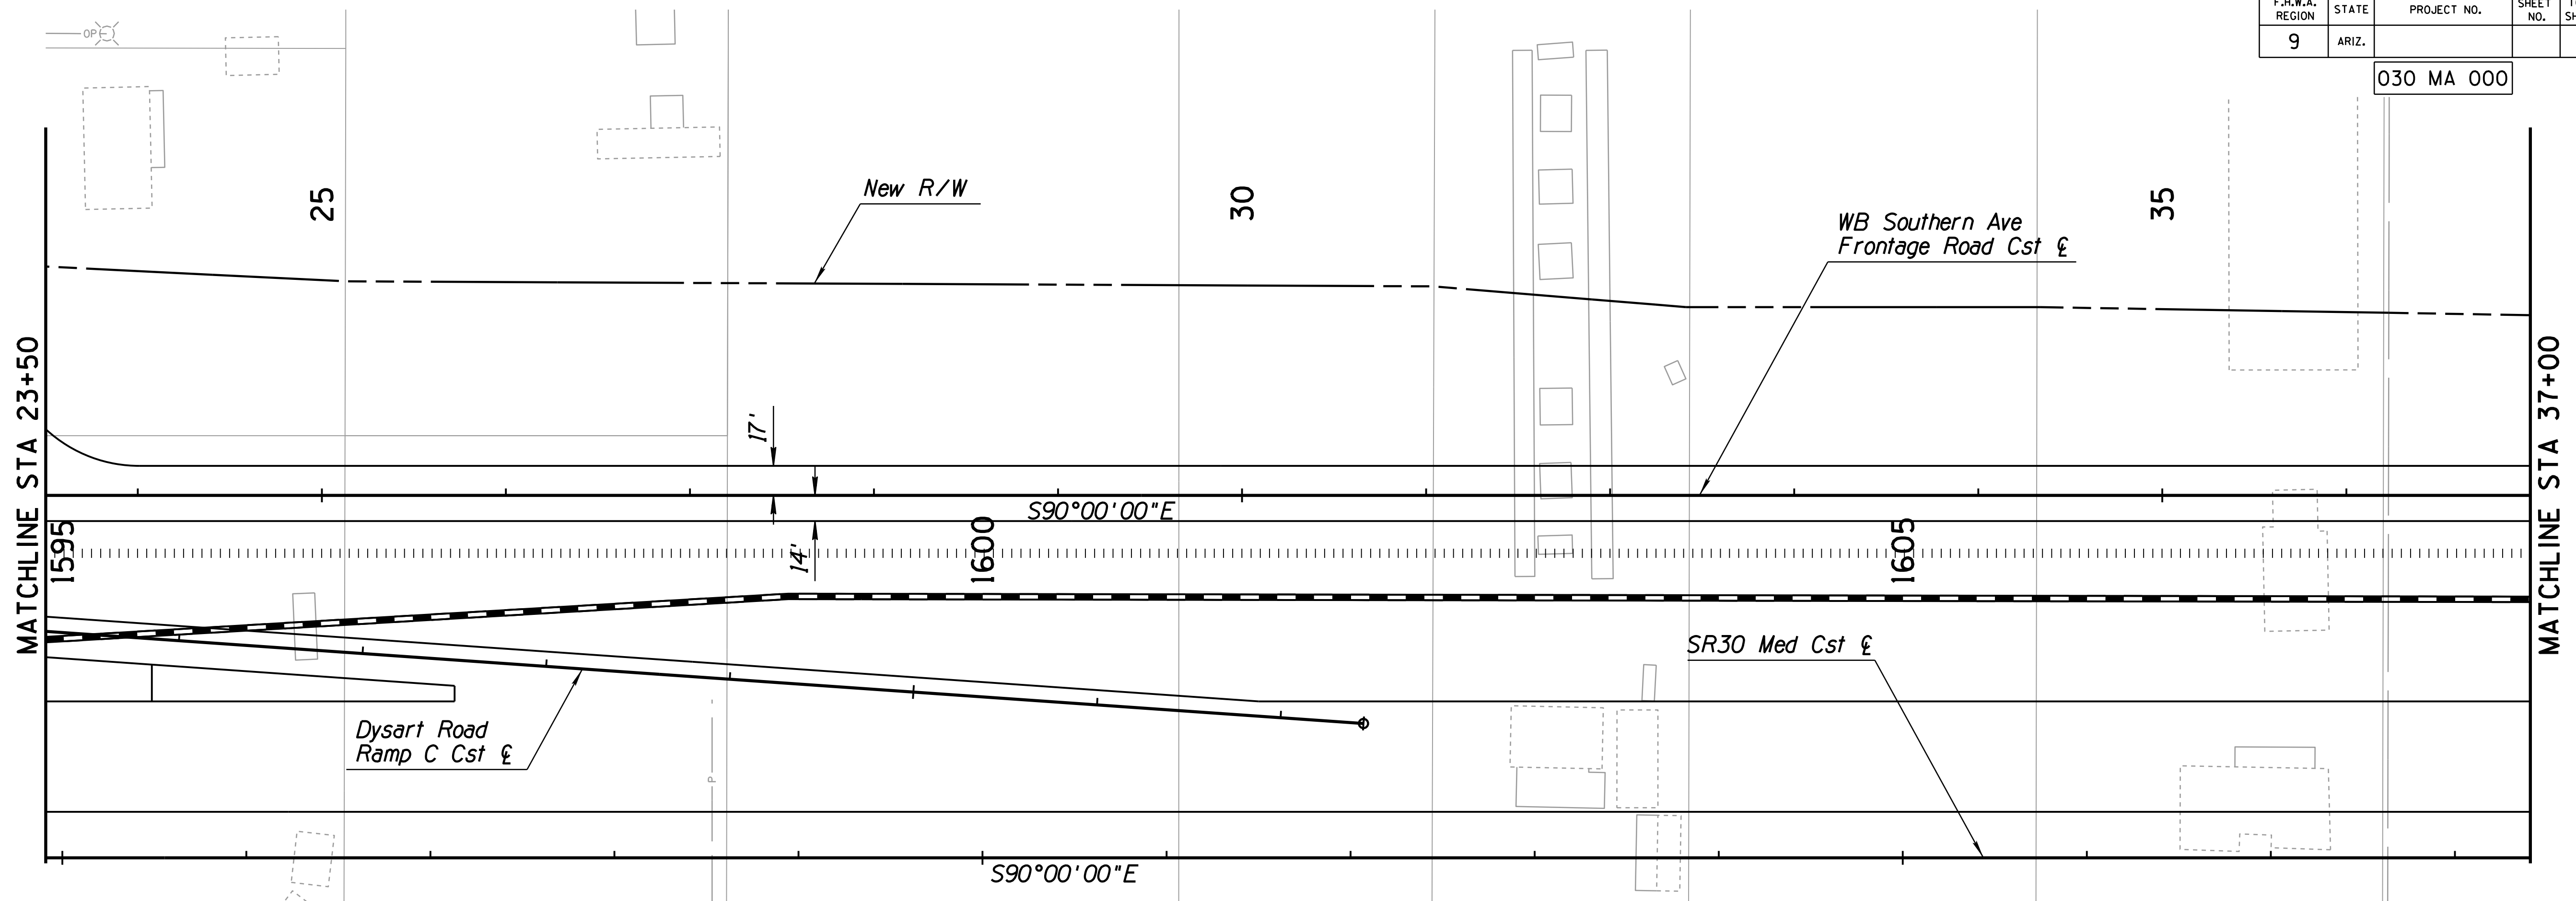 F.H.W.A.
REGION
STATE
PROJECT NO.
SHEET
NO.
9
ARIZ.
030 MA 000
OP(E)
25
30
35
New R/W
WB Southern Ave
Frontage Road Cst ℄
MATCHLINE STA 23+50
MATCHLINE STA 37+00
17'
14'
S90°00'00"E
1595
1600
1605
SR30 Med Cst ℄
Dysart Road
Ramp C Cst ℄
P
S90°00'00"E